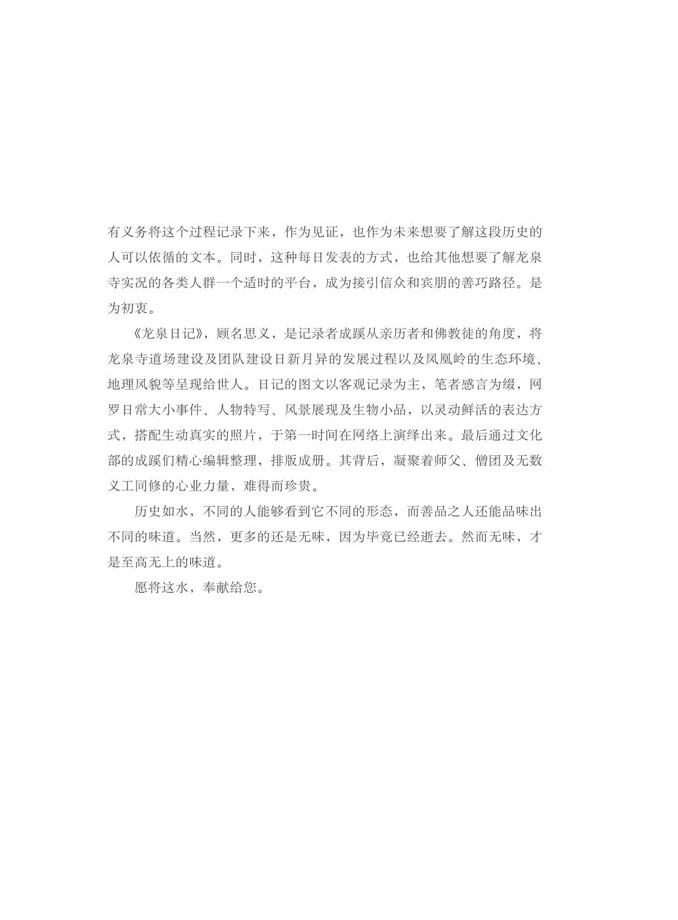 有义务将这个过程记录下来，作为见证，也作为未来想要了解这段历史的
人可以依循的文本。同时，这种每日发表的方式，也给其他想要了解龙泉
寺实况的各类人群一个适时的平台，成为接引信众和宾朋的善巧路径。是
为初衷。
《龙泉日记》，顾名思义，是记录者成蹊从亲历者和佛教徒的角度，将
龙泉寺道场建设及团队建设日新月异的发展过程以及凤凰岭的生态环境、
地理风貌等呈现给世人。日记的图文以客观记录为主，笔者感言为缀，网
罗日常大小事件、人物特写、风景展现及生物小品，以灵动鲜活的表达方
式，搭配生动真实的照片，于第一时间在网络上演绎出来。最后通过文化
部的成蹊们精心编辑整理，排版成册。其背后，凝聚着师父、僧团及无数
义工同修的心业力量，难得而珍贵。
历史如水，不同的人能够看到它不同的形态，而善品之人还能品味出
不同的味道。当然，更多的还是无味，因为毕竟已经逝去。然而无味，才
是至高无上的味道。
愿将这水，奉献给您。